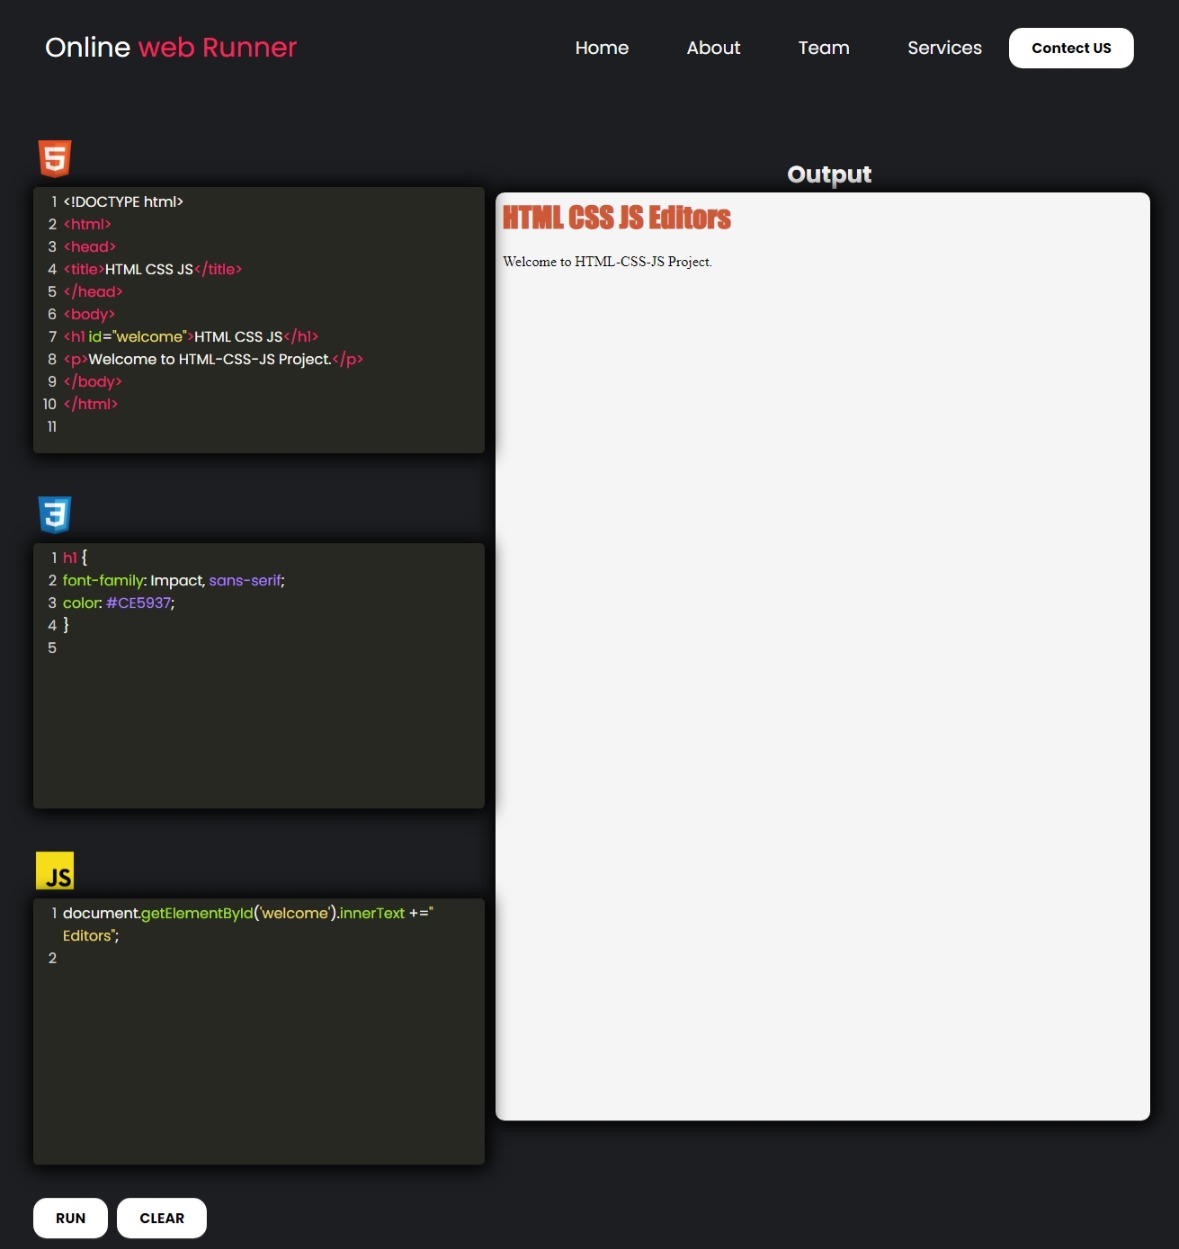 Online web Runner
Home About Team Services Contect US
5
1 <!DOCTYPE html>
2 <html>
3 <head>
4 <title>HTML CSS JS</title>
5 </head>
6 <body>
7 <h1 id="welcome">HTML CSS JS</h1>
8 <p>Welcome to HTML-CSS-JS Project.</p>
9 </body>
10 </html>
11
3
1 h1 {
2 font-family: Impact, sans-serif;
3 color: #CE5937;
4 }
5
JS
1 document.getElementById('welcome').innerText +="
Editors";
2
RUN CLEAR
Output
HTML CSS JS Editors
Welcome to HTML-CSS-JS Project.